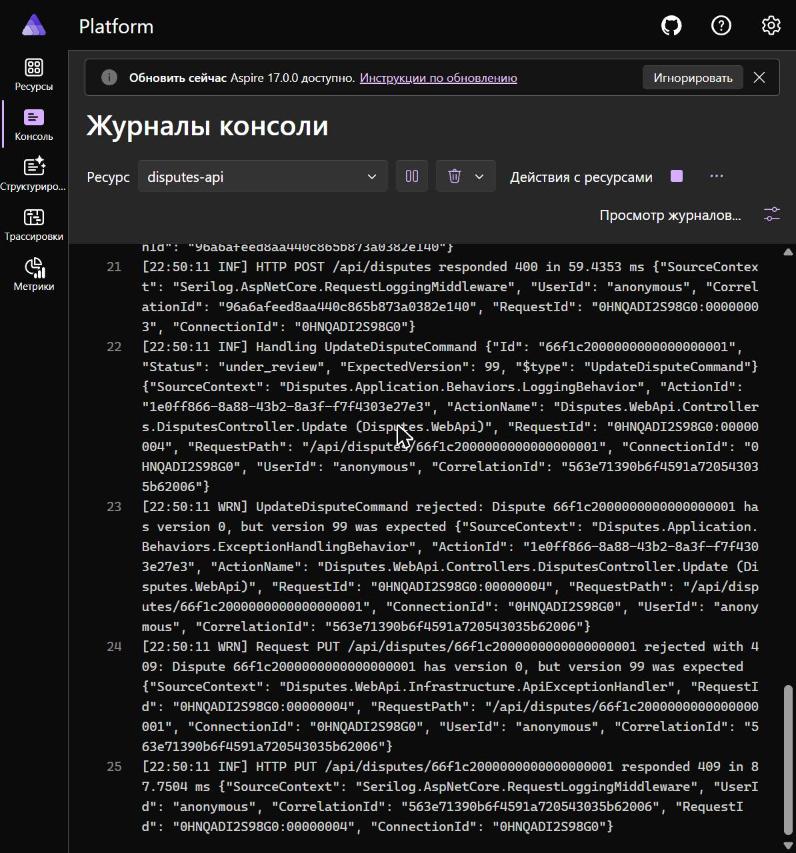 Platform
Ресурсы
Консоль
Структуриро...
Трассировки
Метрики
Обновить сейчас Aspire 17.0.0 доступно. Инструкции по обновлению
Игнорировать
Журналы консоли
Ресурс
disputes-api
Действия с ресурсами
Просмотр журналов...
nId": "96a6afeed8aa440c865b873a0382e140"}
21 [22:50:11 INF] HTTP POST /api/disputes responded 400 in 59.4353 ms {"SourceContex
t": "Serilog.AspNetCore.RequestLoggingMiddleware", "UserId": "anonymous", "Correl
ationId": "96a6afeed8aa440c865b873a0382e140", "RequestId": "0HNQADI2S98G0:0000000
3", "ConnectionId": "0HNQADI2S98G0"}
22 [22:50:11 INF] Handling UpdateDisputeCommand {"Id": "66f1c2000000000000000001",
"Status": "under_review", "ExpectedVersion": 99, "$type": "UpdateDisputeCommand"}
{"SourceContext": "Disputes.Application.Behaviors.LoggingBehavior", "ActionId":
"1e0ff866-8a88-43b2-8a3f-f7f4303e27e3", "ActionName": "Disputes.WebApi.Controller
s.DisputesController.Update (Disputes.WebApi)", "RequestId": "0HNQADI2S98G0:00000
004", "RequestPath": "/api/disputes/66f1c2000000000000000001", "ConnectionId": "0
HNQADI2S98G0", "UserId": "anonymous", "CorrelationId": "563e71390b6f4591a72054303
5b62006"}
23 [22:50:11 WRN] UpdateDisputeCommand rejected: Dispute 66f1c2000000000000000001 ha
s version 0, but version 99 was expected {"SourceContext": "Disputes.Application.
Behaviors.ExceptionHandlingBehavior", "ActionId": "1e0ff866-8a88-43b2-8a3f-f7f430
3e27e3", "ActionName": "Disputes.WebApi.Controllers.DisputesController.Update (Di
sputes.WebApi)", "RequestId": "0HNQADI2S98G0:00000004", "RequestPath": "/api/disp
utes/66f1c2000000000000000001", "ConnectionId": "0HNQADI2S98G0", "UserId": "anony
mous", "CorrelationId": "563e71390b6f4591a720543035b62006"}
24 [22:50:11 WRN] Request PUT /api/disputes/66f1c2000000000000000001 rejected with 4
09: Dispute 66f1c2000000000000000001 has version 0, but version 99 was expected
{"SourceContext": "Disputes.WebApi.Infrastructure.ApiExceptionHandler", "RequestI
d": "0HNQADI2S98G0:00000004", "RequestPath": "/api/disputes/66f1c2000000000000000
001", "ConnectionId": "0HNQADI2S98G0", "UserId": "anonymous", "CorrelationId": "5
63e71390b6f4591a720543035b62006"}
25 [22:50:11 INF] HTTP PUT /api/disputes/66f1c2000000000000000001 responded 409 in 8
7.7504 ms {"SourceContext": "Serilog.AspNetCore.RequestLoggingMiddleware", "UserI
d": "anonymous", "CorrelationId": "563e71390b6f4591a720543035b62006", "RequestI
d": "0HNQADI2S98G0:00000004", "ConnectionId": "0HNQADI2S98G0"}